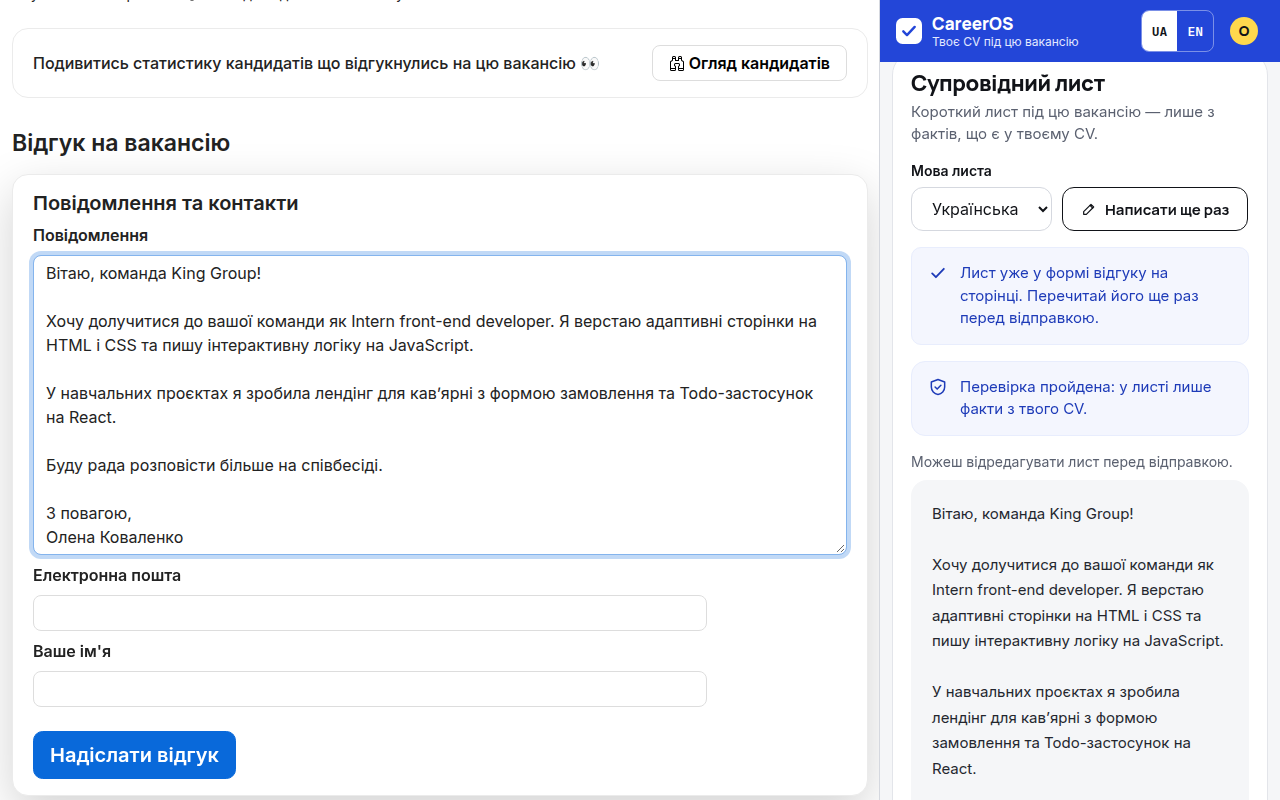 Подивитись статистику кандидатів що відгукнулись на цю вакансію 👀
Огляд кандидатів
Відгук на вакансію
Повідомлення та контакти
Повідомлення
Вітаю, команда King Group!
Хочу долучитися до вашої команди як Intern front-end developer. Я верстаю адаптивні сторінки на
HTML і CSS та пишу інтерактивну логіку на JavaScript.
У навчальних проєктах я зробила лендінг для кав’ярні з формою замовлення та Todo-застосунок
на React.
Буду рада розповісти більше на співбесіді.
З повагою,
Олена Коваленко
Електронна пошта
Ваше ім'я
Надіслати відгук
CareerOS
Твоє CV під цю вакансію
UA EN
O
Супровідний лист
Короткий лист під цю вакансію — лише з
фактів, що є у твоєму CV.
Мова листа
Українська
Написати ще раз
Лист уже у формі відгуку на
сторінці. Перечитай його ще раз
перед відправкою.
Перевірка пройдена: у листі лише
факти з твого CV.
Можеш відредагувати лист перед відправкою.
Вітаю, команда King Group!
Хочу долучитися до вашої команди як
Intern front-end developer. Я верстаю
адаптивні сторінки на HTML і CSS та
пишу інтерактивну логіку на JavaScript.
У навчальних проєктах я зробила
лендінг для кав’ярні з формою
замовлення та Todo-застосунок на
React.